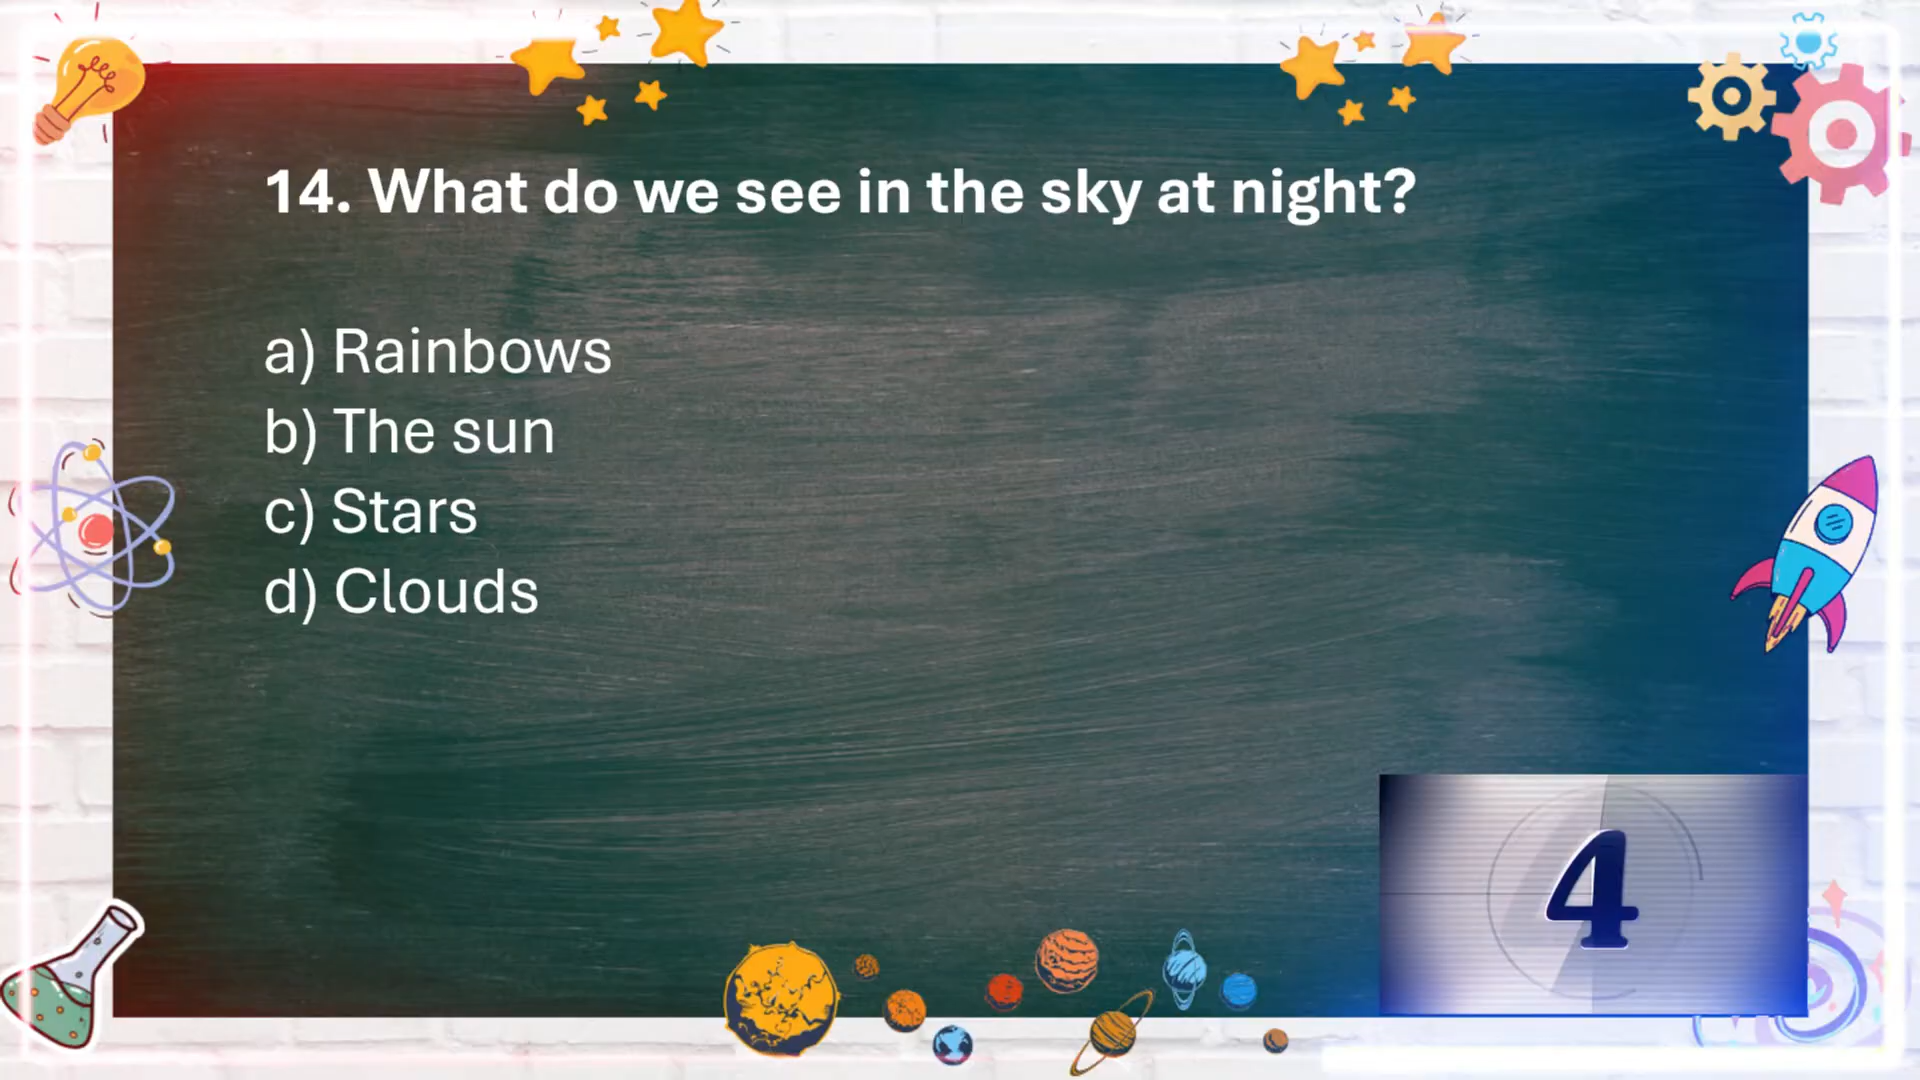 14. What do we see in the sky at night?
a) Rainbows
b) The sun
c) Stars
d) Clouds
4